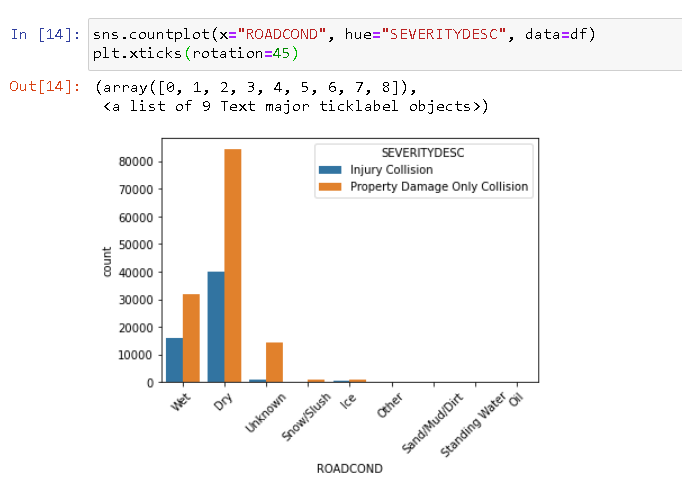 In [14]: sns.countplot(x="ROADCOND", hue="SEVERITYDESC", data=df)
plt.xticks(rotation=45)
Out[14]: (array([0, 1, 2, 3, 4, 5, 6, 7, 8]),
<a list of 9 Text major ticklabel objects>)
SEVERITYDESC
Injury Collision
Property Damage Only Collision
80000
70000
60000
50000
40000
30000
20000
10000
0
count
Wet
Dry
Unknown
Snow/Slush
Ice
Other
Sand/Mud/Dirt
Standing Water
Oil
ROADCOND